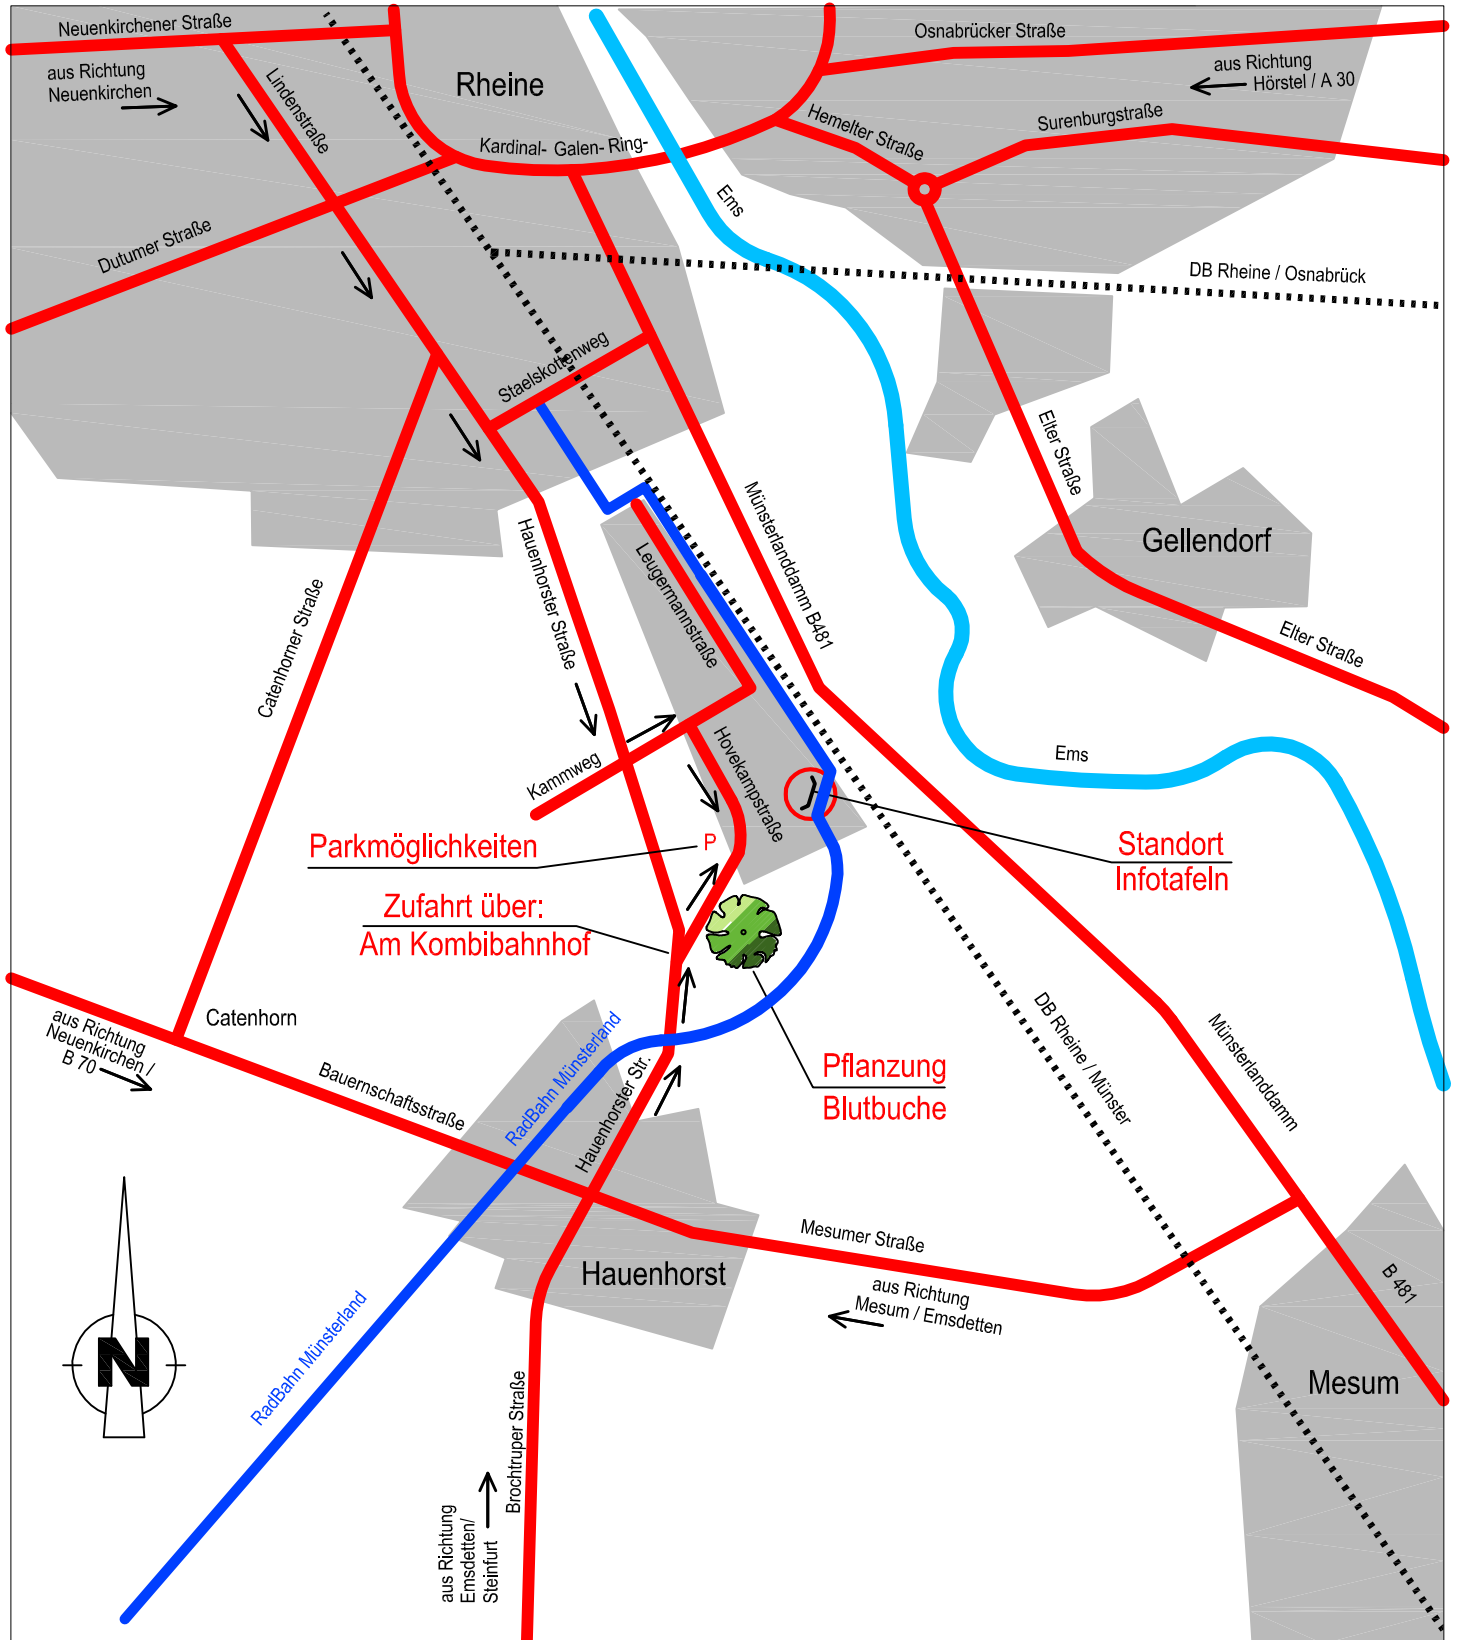 Neuenkirchener Straße
Osnabrücker Straße
aus Richtung
Neuenkirchen
Lindenstraße
Rheine
aus Richtung
Hörstel / A 30
Kardinal- Galen- Ring-
Hemelter Straße
Surenburgstraße
Ems
Dutumer Straße
DB Rheine / Osnabrück
Staelskottenweg
Elter Straße
Münsterlanddamm B481
Gellendorf
Hauenhorster Straße
Leugermannstraße
Catenhorner Straße
Elter Straße
Kammweg
Hovekampstraße
Ems
Parkmöglichkeiten
P
Standort
Infotafeln
Zufahrt über:
Am Kombibahnhof
Catenhorn
aus Richtung
Neuenkirchen /
B 70
Bauernschaftsstraße
RadBahn Münsterland
Hauenhorster Str.
Pflanzung
Blutbuche
DB Rheine / Münster
Münsterlanddamm
Mesumer Straße
Hauenhorst
aus Richtung
Mesum / Emsdetten
B 481
Mesum
N
RadBahn Münsterland
Brochtruper Straße
aus Richtung
Emsdetten/
Steinfurt